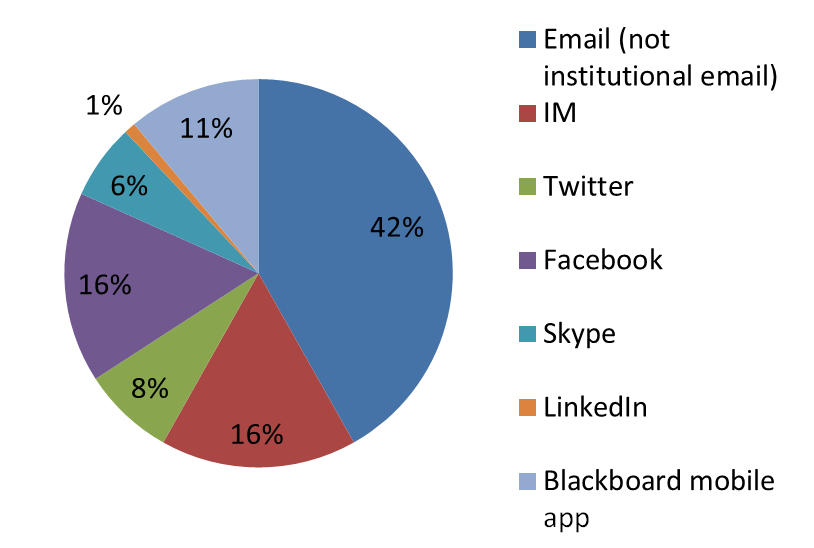 Email (not
institutional email)
IM
Twitter
Facebook
Skype
LinkedIn
Blackboard mobile
app
1%
11%
6%
42%
16%
8%
16%